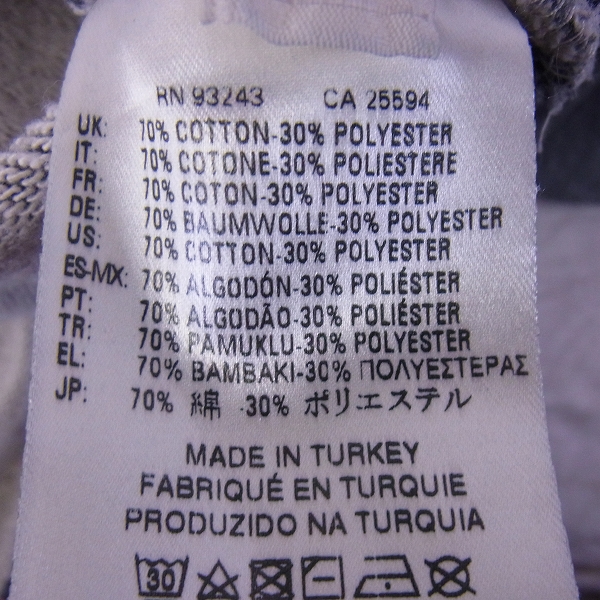 RN 93243 CA 25594
UK: 70% COTTON-30% POLYESTER
IT: 70% COTONE-30% POLIESTERE
FR: 70% COTON-30% POLYESTER
DE: 70% BAUMWOLLE-30% POLYESTER
US: 70% COTTON-30% POLYESTER
ES-MX: 70% ALGODÓN-30% POLIÉSTER
PT: 70% ALGODÃO-30% POLIÉSTER
TR: 70% PAMUKLU-30% POLYESTER
EL: 70% BAMBAKI-30% ΠΟΛΥΕΣΤΕΡΑΣ
JP: 70% 綿 -30% ポリエステル
MADE IN TURKEY
FABRIQUÉ EN TURQUIE
PRODUZIDO NA TURQUIA
30